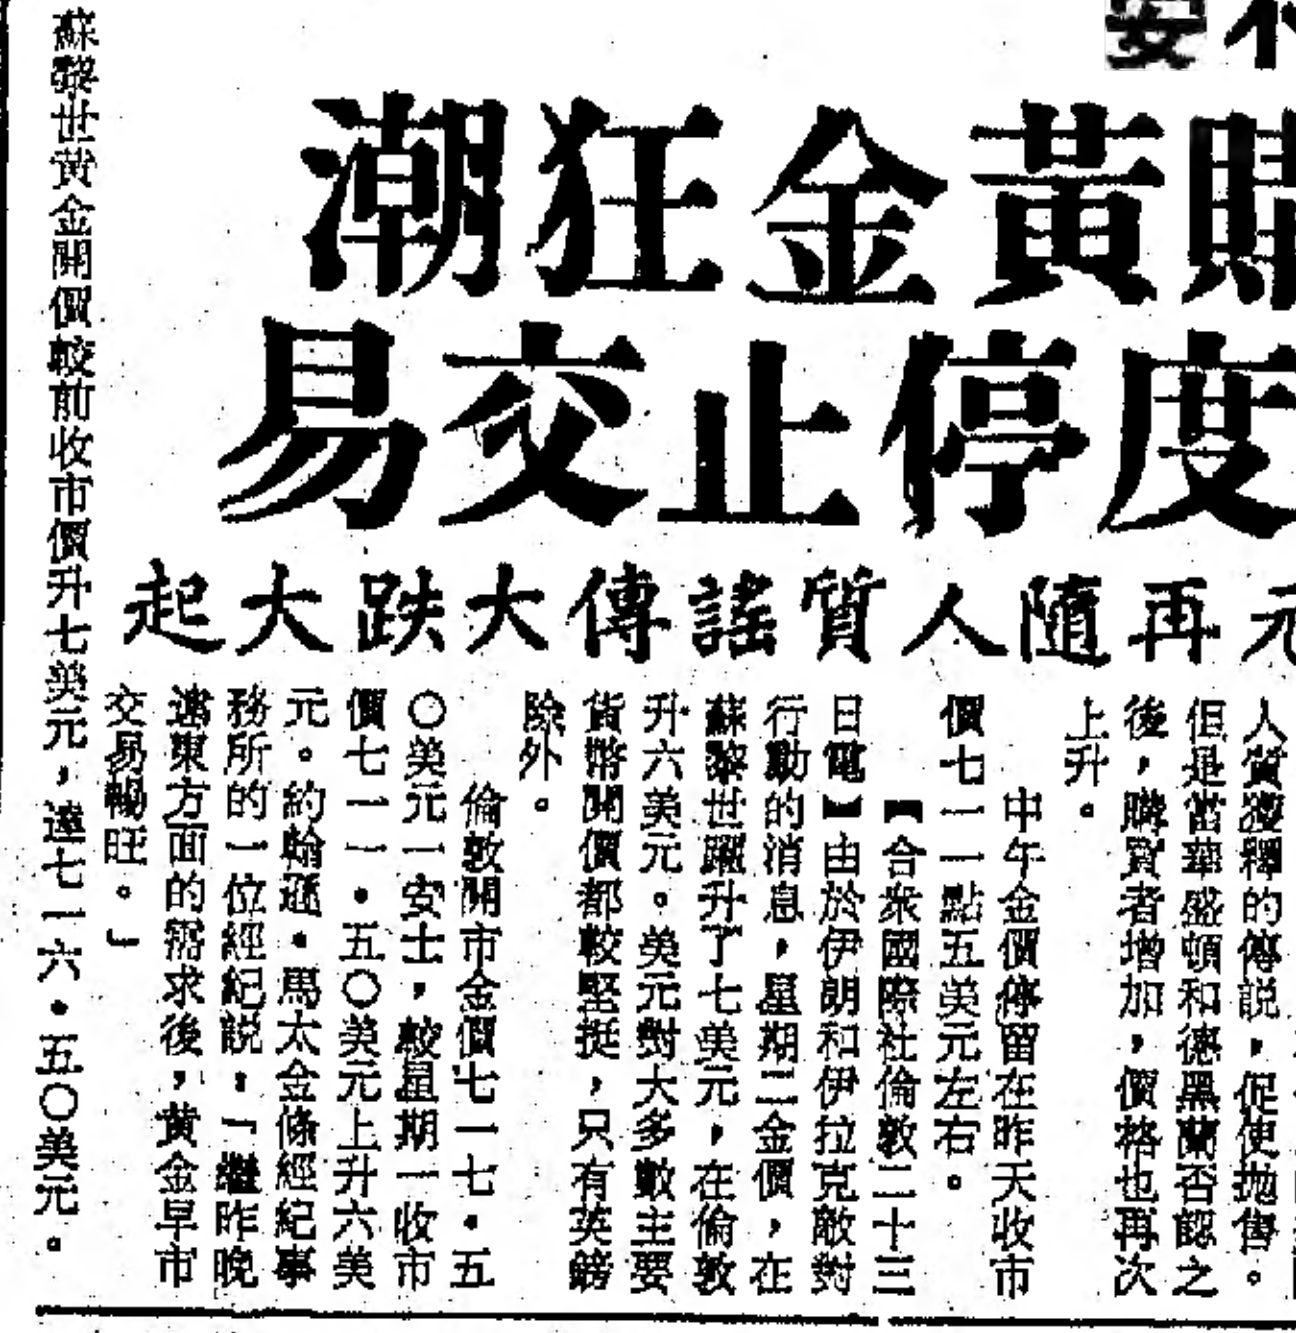 安
購黃金狂潮
度停止交易
元再隨人質謠傳大跌大起
人質獲釋的傳說，促使拋售。
但是當華盛頓和德黑蘭否認之
後，購買者增加，價格也再次
上升。
中午金價停留在昨天收市
價七一一點五美元左右。
【合衆國際社倫敦二十三
日電】由於伊朗和伊拉克敵對
行動的消息，星期二金價，在
蘇黎世躍升了七美元，在倫敦
升六美元。美元對大多數主要
貨幣開價都較堅挺，只有英鎊
除外。
倫敦開市金價七一七·五
〇美元一安士，較星期一收市
價七一一·五〇美元上升六美
元。約翰遜·馬太金條經紀事
務所的一位經紀說，「繼昨晚
遠東方面的需求後，黃金早市
交易暢旺。」
蘇黎世黃金開價較前收市價升七美元，達七一六·五〇美元。